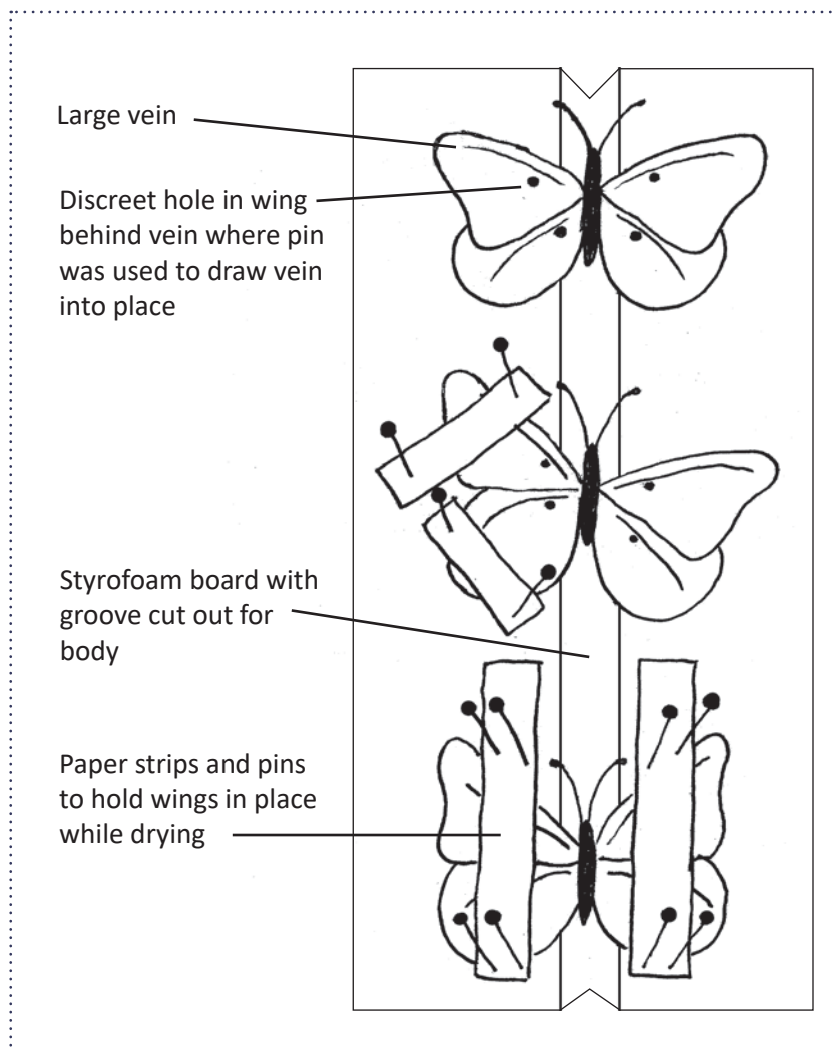 Large vein
Discreet hole in wing
behind vein where pin
was used to draw vein
into place
Styrofoam board with
groove cut out for
body
Paper strips and pins
to hold wings in place
while drying